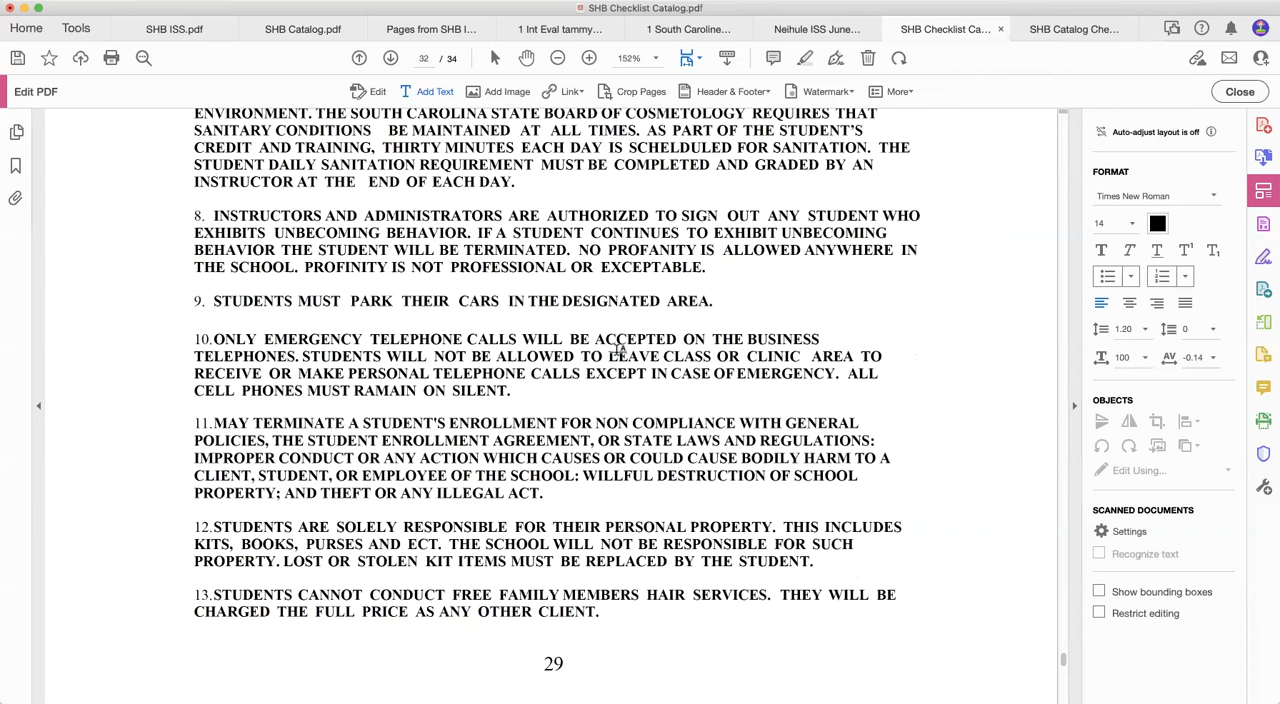 SHB Checklist Catalog.pdf
Home Tools SHB ISS.pdf SHB Catalog.pdf Pages from SHB I... 1 Int Eval tammy... 1 South Caroline... Neihule ISS June... SHB Checklist Ca... × SHB Catalog Che...
32 / 34 152%
Edit PDF Edit Add Text Add Image Link Crop Pages Header & Footer Watermark More Close
ENVIRONMENT. THE SOUTH CAROLINA STATE BOARD OF COSMETOLOGY REQUIRES THAT
SANITARY CONDITIONS BE MAINTAINED AT ALL TIMES. AS PART OF THE STUDENT'S
CREDIT AND TRAINING, THIRTY MINUTES EACH DAY IS SCHELDULED FOR SANITATION. THE
STUDENT DAILY SANITATION REQUIREMENT MUST BE COMPLETED AND GRADED BY AN
INSTRUCTOR AT THE END OF EACH DAY.
8. INSTRUCTORS AND ADMINISTRATORS ARE AUTHORIZED TO SIGN OUT ANY STUDENT WHO
EXHIBITS UNBECOMING BEHAVIOR. IF A STUDENT CONTINUES TO EXHIBIT UNBECOMING
BEHAVIOR THE STUDENT WILL BE TERMINATED. NO PROFANITY IS ALLOWED ANYWHERE IN
THE SCHOOL. PROFINITY IS NOT PROFESSIONAL OR EXCEPTABLE.
9. STUDENTS MUST PARK THEIR CARS IN THE DESIGNATED AREA.
10.ONLY EMERGENCY TELEPHONE CALLS WILL BE ACCEPTED ON THE BUSINESS
TELEPHONES. STUDENTS WILL NOT BE ALLOWED TO LEAVE CLASS OR CLINIC AREA TO
RECEIVE OR MAKE PERSONAL TELEPHONE CALLS EXCEPT IN CASE OF EMERGENCY. ALL
CELL PHONES MUST RAMAIN ON SILENT.
11.MAY TERMINATE A STUDENT'S ENROLLMENT FOR NON COMPLIANCE WITH GENERAL
POLICIES, THE STUDENT ENROLLMENT AGREEMENT, OR STATE LAWS AND REGULATIONS:
IMPROPER CONDUCT OR ANY ACTION WHICH CAUSES OR COULD CAUSE BODILY HARM TO A
CLIENT, STUDENT, OR EMPLOYEE OF THE SCHOOL: WILLFUL DESTRUCTION OF SCHOOL
PROPERTY; AND THEFT OR ANY ILLEGAL ACT.
12.STUDENTS ARE SOLELY RESPONSIBLE FOR THEIR PERSONAL PROPERTY. THIS INCLUDES
KITS, BOOKS, PURSES AND ECT. THE SCHOOL WILL NOT BE RESPONSIBLE FOR SUCH
PROPERTY. LOST OR STOLEN KIT ITEMS MUST BE REPLACED BY THE STUDENT.
13.STUDENTS CANNOT CONDUCT FREE FAMILY MEMBERS HAIR SERVICES. THEY WILL BE
CHARGED THE FULL PRICE AS ANY OTHER CLIENT.
29
Auto-adjust layout is off
FORMAT
Times New Roman
14
1.20 0
100 -0.14
OBJECTS
Edit Using...
SCANNED DOCUMENTS
Settings
Recognize text
Show bounding boxes
Restrict editing